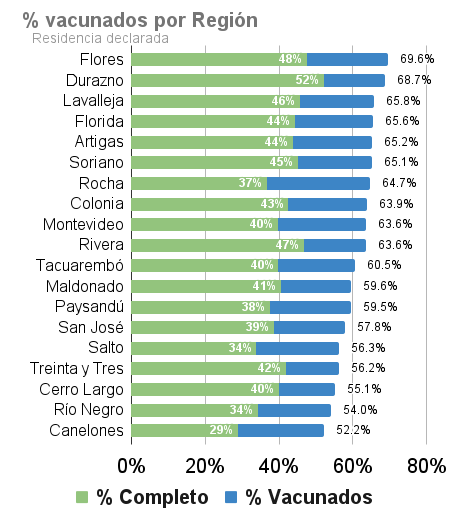 % vacunados por Región
Residencia declarada
Flores 48% 69.6%
Durazno 52% 68.7%
Lavalleja 46% 65.8%
Florida 44% 65.6%
Artigas 44% 65.2%
Soriano 45% 65.1%
Rocha 37% 64.7%
Colonia 43% 63.9%
Montevideo 40% 63.6%
Rivera 47% 63.6%
Tacuarembó 40% 60.5%
Maldonado 41% 59.6%
Paysandú 38% 59.5%
San José 39% 57.8%
Salto 34% 56.3%
Treinta y Tres 42% 56.2%
Cerro Largo 40% 55.1%
Río Negro 34% 54.0%
Canelones 29% 52.2%
0% 20% 40% 60% 80%
% Completo % Vacunados